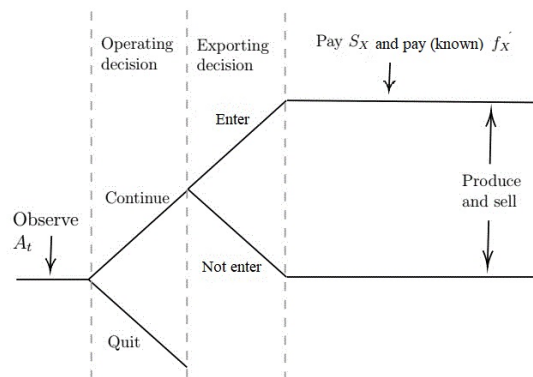 Operating
decision
Exporting
decision
Pay S_X and pay (known) f_X
Enter
Continue
Produce
and sell
Observe
A_t
Not enter
Quit